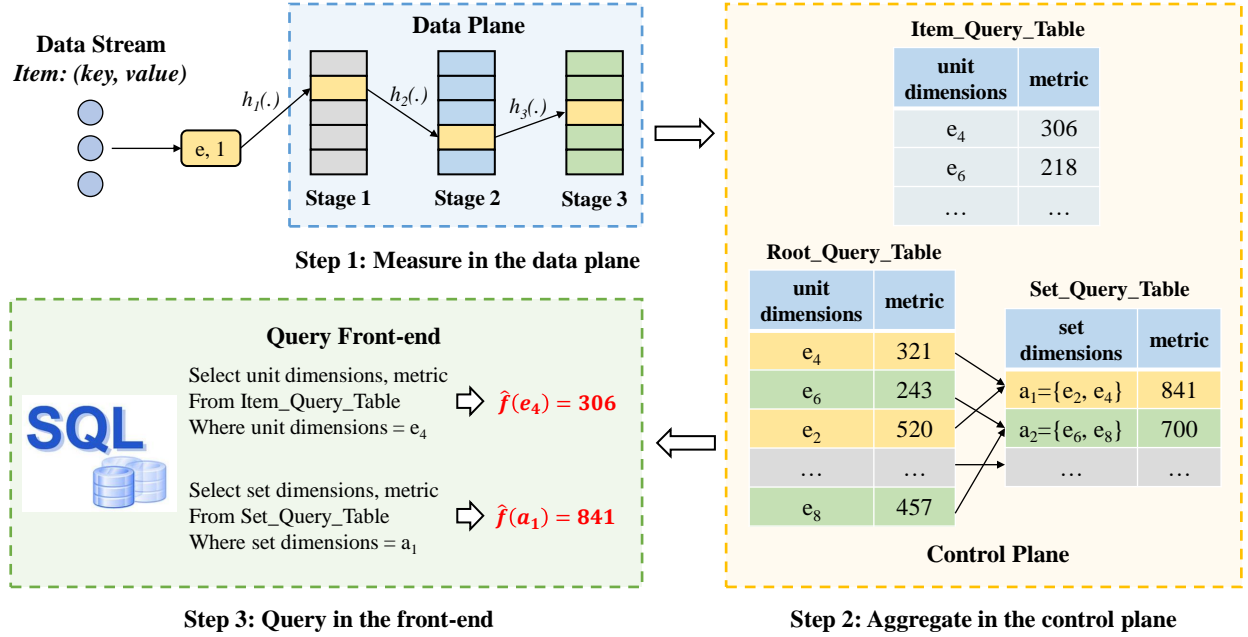 Data Stream
Item: (key, value)
e, 1
h₁(.)
Data Plane
h₂(.)
h₃(.)
Stage 1
Stage 2
Stage 3
Step 1: Measure in the data plane
Item_Query_Table
unit dimensions
metric
e₄
306
e₆
218
…
…
Root_Query_Table
unit dimensions
metric
e₄
321
e₆
243
e₂
520
…
…
e₈
457
Set_Query_Table
set dimensions
metric
a₁={e₂, e₄}
841
a₂={e₆, e₈}
700
…
…
Control Plane
Step 2: Aggregate in the control plane
Query Front-end
SQL
Select unit dimensions, metric
From Item_Query_Table
Where unit dimensions = e₄
f̂(e₄) = 306
Select set dimensions, metric
From Set_Query_Table
Where set dimensions = a₁
f̂(a₁) = 841
Step 3: Query in the front-end